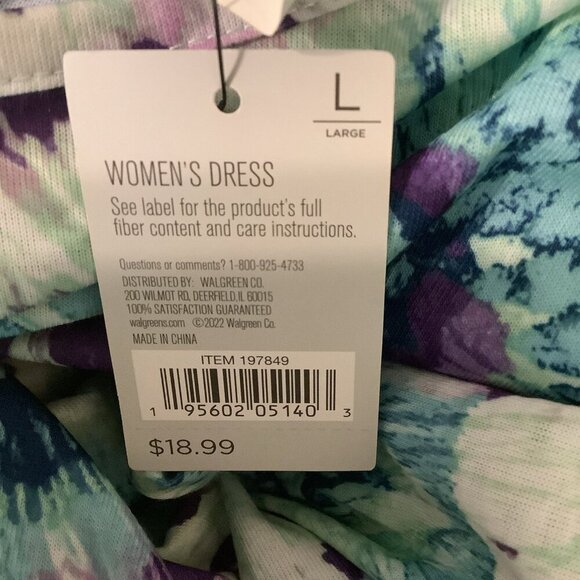 L
LARGE
WOMEN'S DRESS
See label for the product's full
fiber content and care instructions.
Questions or comments? 1-800-925-4733
DISTRIBUTED BY: WALGREEN CO.
200 WILMOT RD, DEERFIELD,IL 60015
100% SATISFACTION GUARANTEED
walgreens.com ©2022 Walgreen Co.
MADE IN CHINA
ITEM 197849
1 95602 05140 3
$18.99